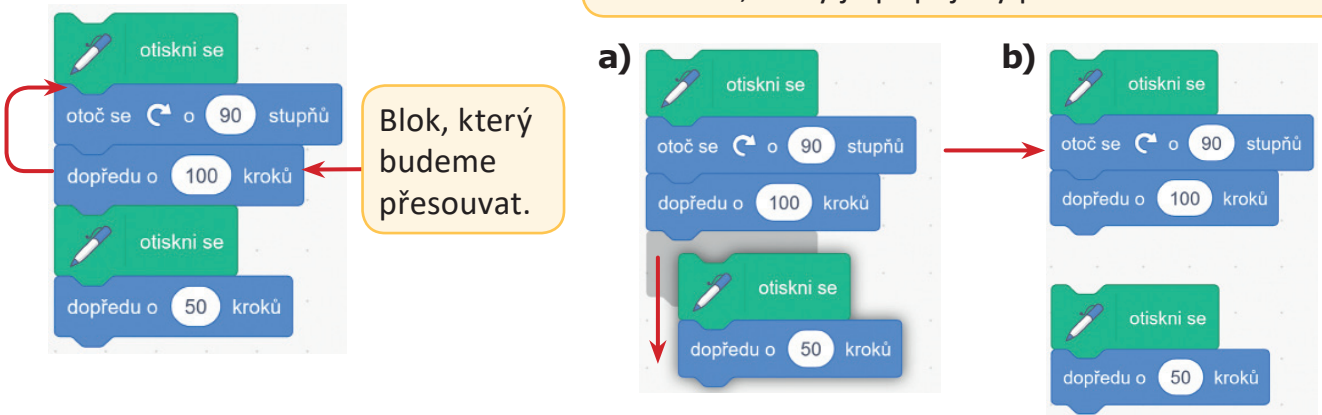 otiskni se
otoč se o 90 stupňů
dopředu o 100 kroků
otiskni se
dopředu o 50 kroků
Blok, který
budeme
přesouvat.
a)
otiskni se
otoč se o 90 stupňů
dopředu o 100 kroků
otiskni se
dopředu o 50 kroků
b)
otiskni se
otoč se o 90 stupňů
dopředu o 100 kroků
otiskni se
dopředu o 50 kroků